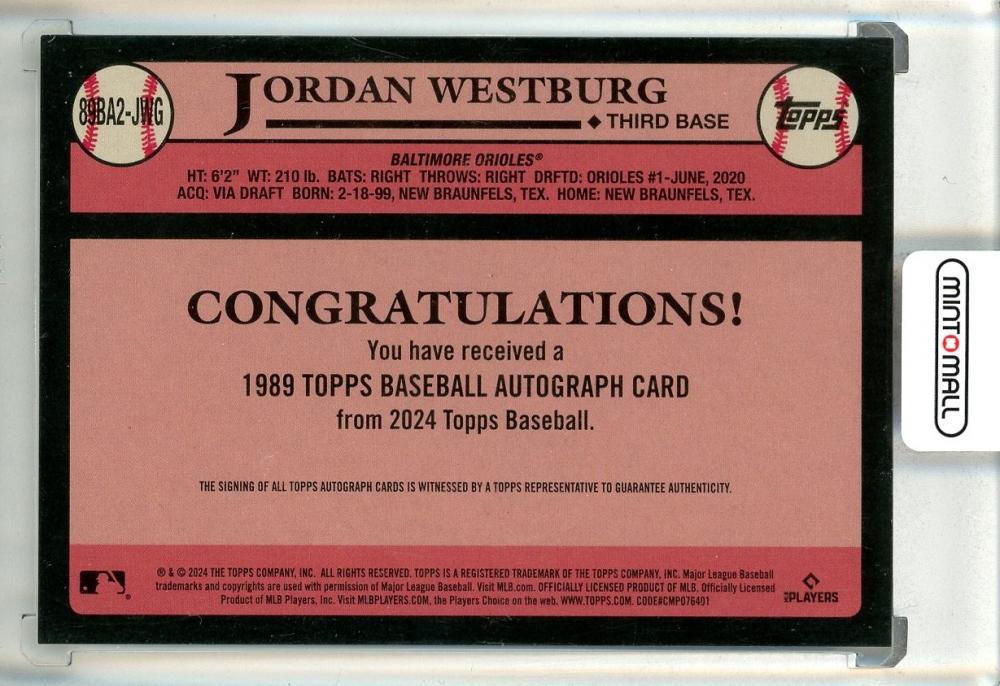 89BA2-JWG
JORDAN WESTBURG
◆ THIRD BASE
topps
BALTIMORE ORIOLES®
HT: 6'2" WT: 210 lb. BATS: RIGHT THROWS: RIGHT DRFTD: ORIOLES #1-JUNE, 2020
ACQ: VIA DRAFT BORN: 2-18-99, NEW BRAUNFELS, TEX. HOME: NEW BRAUNFELS, TEX.
CONGRATULATIONS!
You have received a
1989 TOPPS BASEBALL AUTOGRAPH CARD
from 2024 Topps Baseball.
THE SIGNING OF ALL TOPPS AUTOGRAPH CARDS IS WITNESSED BY A TOPPS REPRESENTATIVE TO GUARANTEE AUTHENTICITY.
® & © 2024 THE TOPPS COMPANY, INC. ALL RIGHTS RESERVED. TOPPS IS A REGISTERED TRADEMARK OF THE TOPPS COMPANY, INC. Major League Baseball
trademarks and copyrights are used with permission of Major League Baseball. Visit MLB.com. OFFICIALLY LICENSED PRODUCT OF MLB. Officially Licensed
Product of MLB Players, Inc. Visit MLBPLAYERS.COM, the Players Choice on the web. WWW.TOPPS.COM. CODE#CMP076401
MLB PLAYERS
MINT MALL